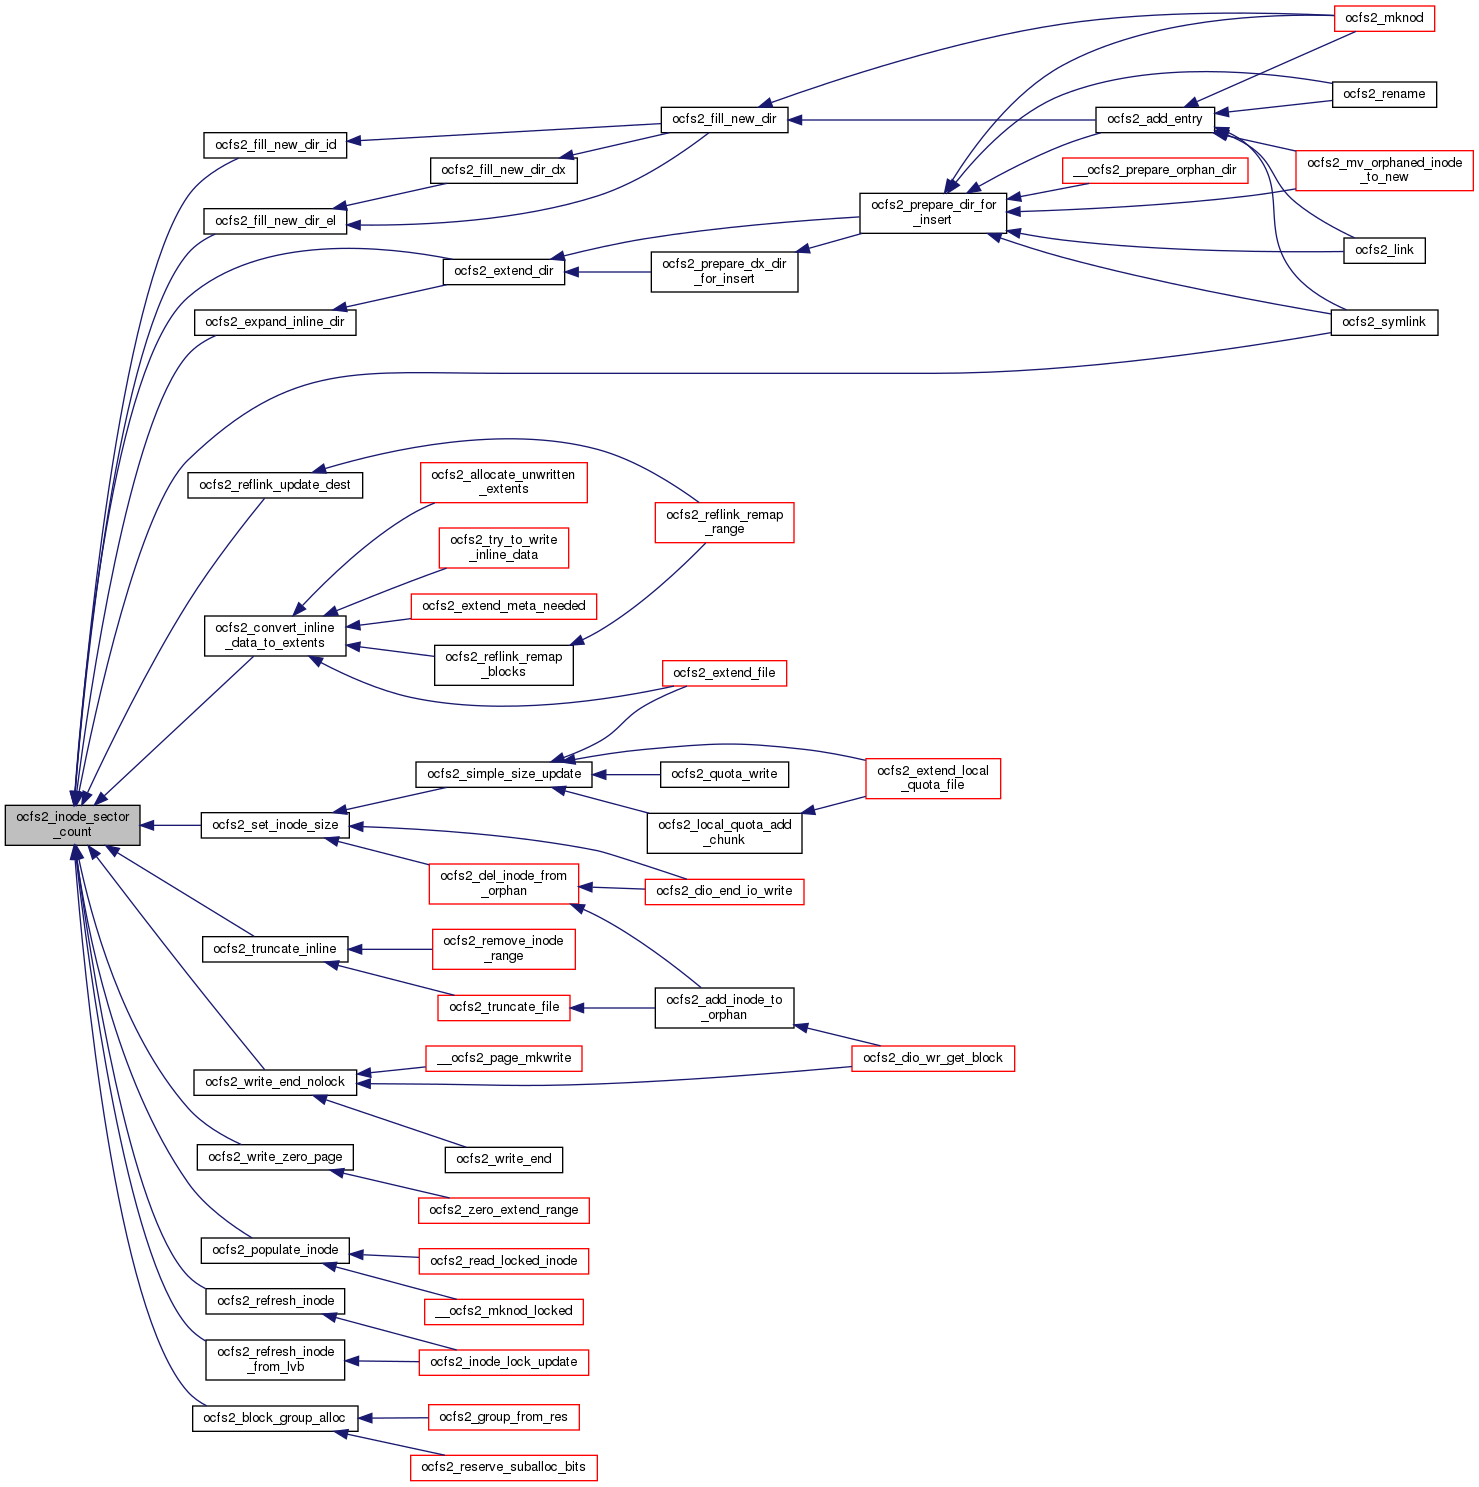 ocfs2_mknod
ocfs2_rename
ocfs2_fill_new_dir
ocfs2_add_entry
ocfs2_fill_new_dir_id
ocfs2_fill_new_dir_dx
__ocfs2_prepare_orphan_dir
ocfs2_mv_orphaned_inode
_to_new
ocfs2_fill_new_dir_el
ocfs2_prepare_dir_for
_insert
ocfs2_link
ocfs2_extend_dir
ocfs2_prepare_dx_dir
_for_insert
ocfs2_expand_inline_dir
ocfs2_symlink
ocfs2_reflink_update_dest
ocfs2_allocate_unwritten
_extents
ocfs2_reflink_remap
_range
ocfs2_try_to_write
_inline_data
ocfs2_extend_meta_needed
ocfs2_convert_inline
_data_to_extents
ocfs2_reflink_remap
_blocks
ocfs2_extend_file
ocfs2_simple_size_update
ocfs2_quota_write
ocfs2_extend_local
_quota_file
ocfs2_inode_sector
_count
ocfs2_set_inode_size
ocfs2_local_quota_add
_chunk
ocfs2_del_inode_from
_orphan
ocfs2_dio_end_io_write
ocfs2_truncate_inline
ocfs2_remove_inode
_range
ocfs2_truncate_file
ocfs2_add_inode_to
_orphan
ocfs2_dio_wr_get_block
__ocfs2_page_mkwrite
ocfs2_write_end_nolock
ocfs2_write_end
ocfs2_write_zero_page
ocfs2_zero_extend_range
ocfs2_populate_inode
ocfs2_read_locked_inode
__ocfs2_mknod_locked
ocfs2_refresh_inode
ocfs2_refresh_inode
_from_lvb
ocfs2_inode_lock_update
ocfs2_block_group_alloc
ocfs2_group_from_res
ocfs2_reserve_suballoc_bits